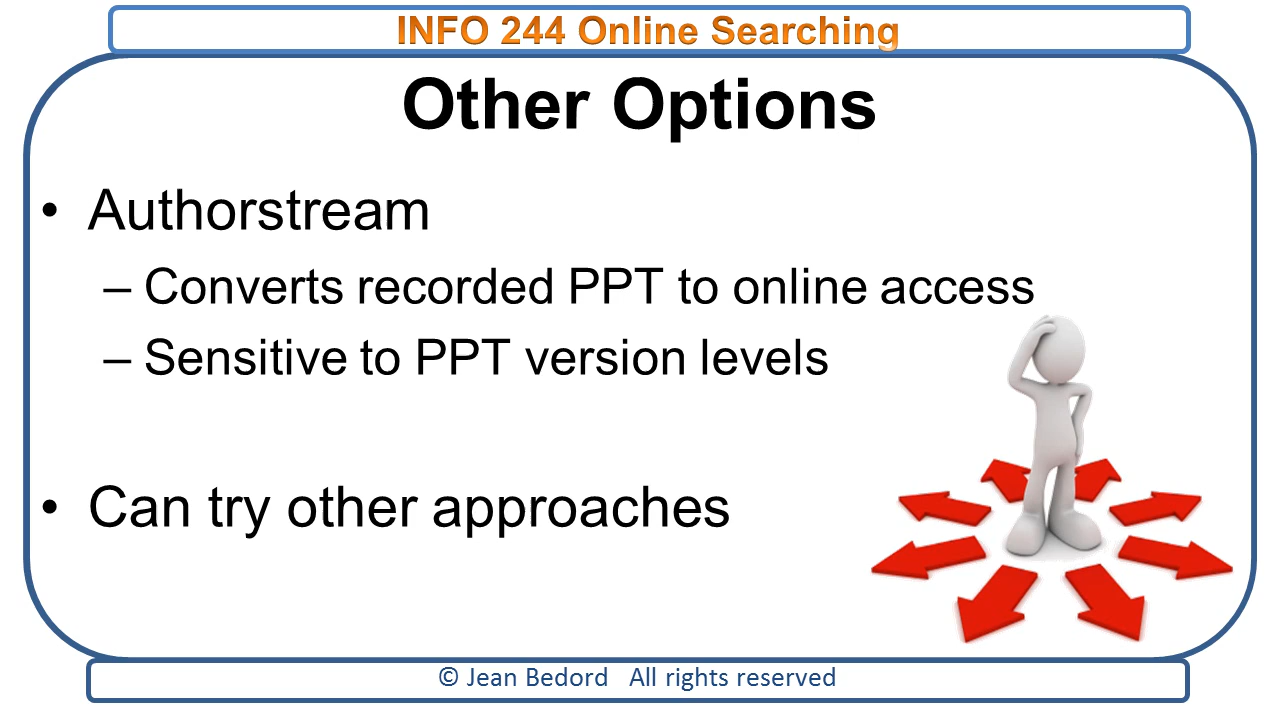 INFO 244 Online Searching
Other Options
• Authorstream
– Converts recorded PPT to online access
– Sensitive to PPT version levels
• Can try other approaches
© Jean Bedord All rights reserved